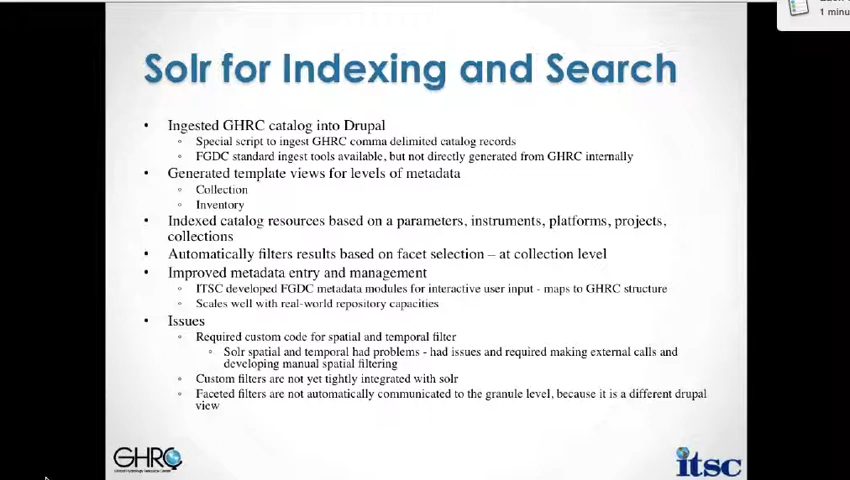 1 minu
Solr for Indexing and Search
• Ingested GHRC catalog into Drupal
◦ Special script to ingest GHRC comma delimited catalog records
◦ FGDC standard ingest tools available, but not directly generated from GHRC internally
• Generated template views for levels of metadata
◦ Collection
◦ Inventory
• Indexed catalog resources based on a parameters, instruments, platforms, projects,
collections
• Automatically filters results based on facet selection – at collection level
• Improved metadata entry and management
◦ ITSC developed FGDC metadata modules for interactive user input - maps to GHRC structure
◦ Scales well with real-world repository capacities
• Issues
◦ Required custom code for spatial and temporal filter
◦ Solr spatial and temporal had problems - had issues and required making external calls and
developing manual spatial filtering
◦ Custom filters are not yet tightly integrated with solr
◦ Faceted filters are not automatically communicated to the granule level, because it is a different drupal
view
GHRC
itsc